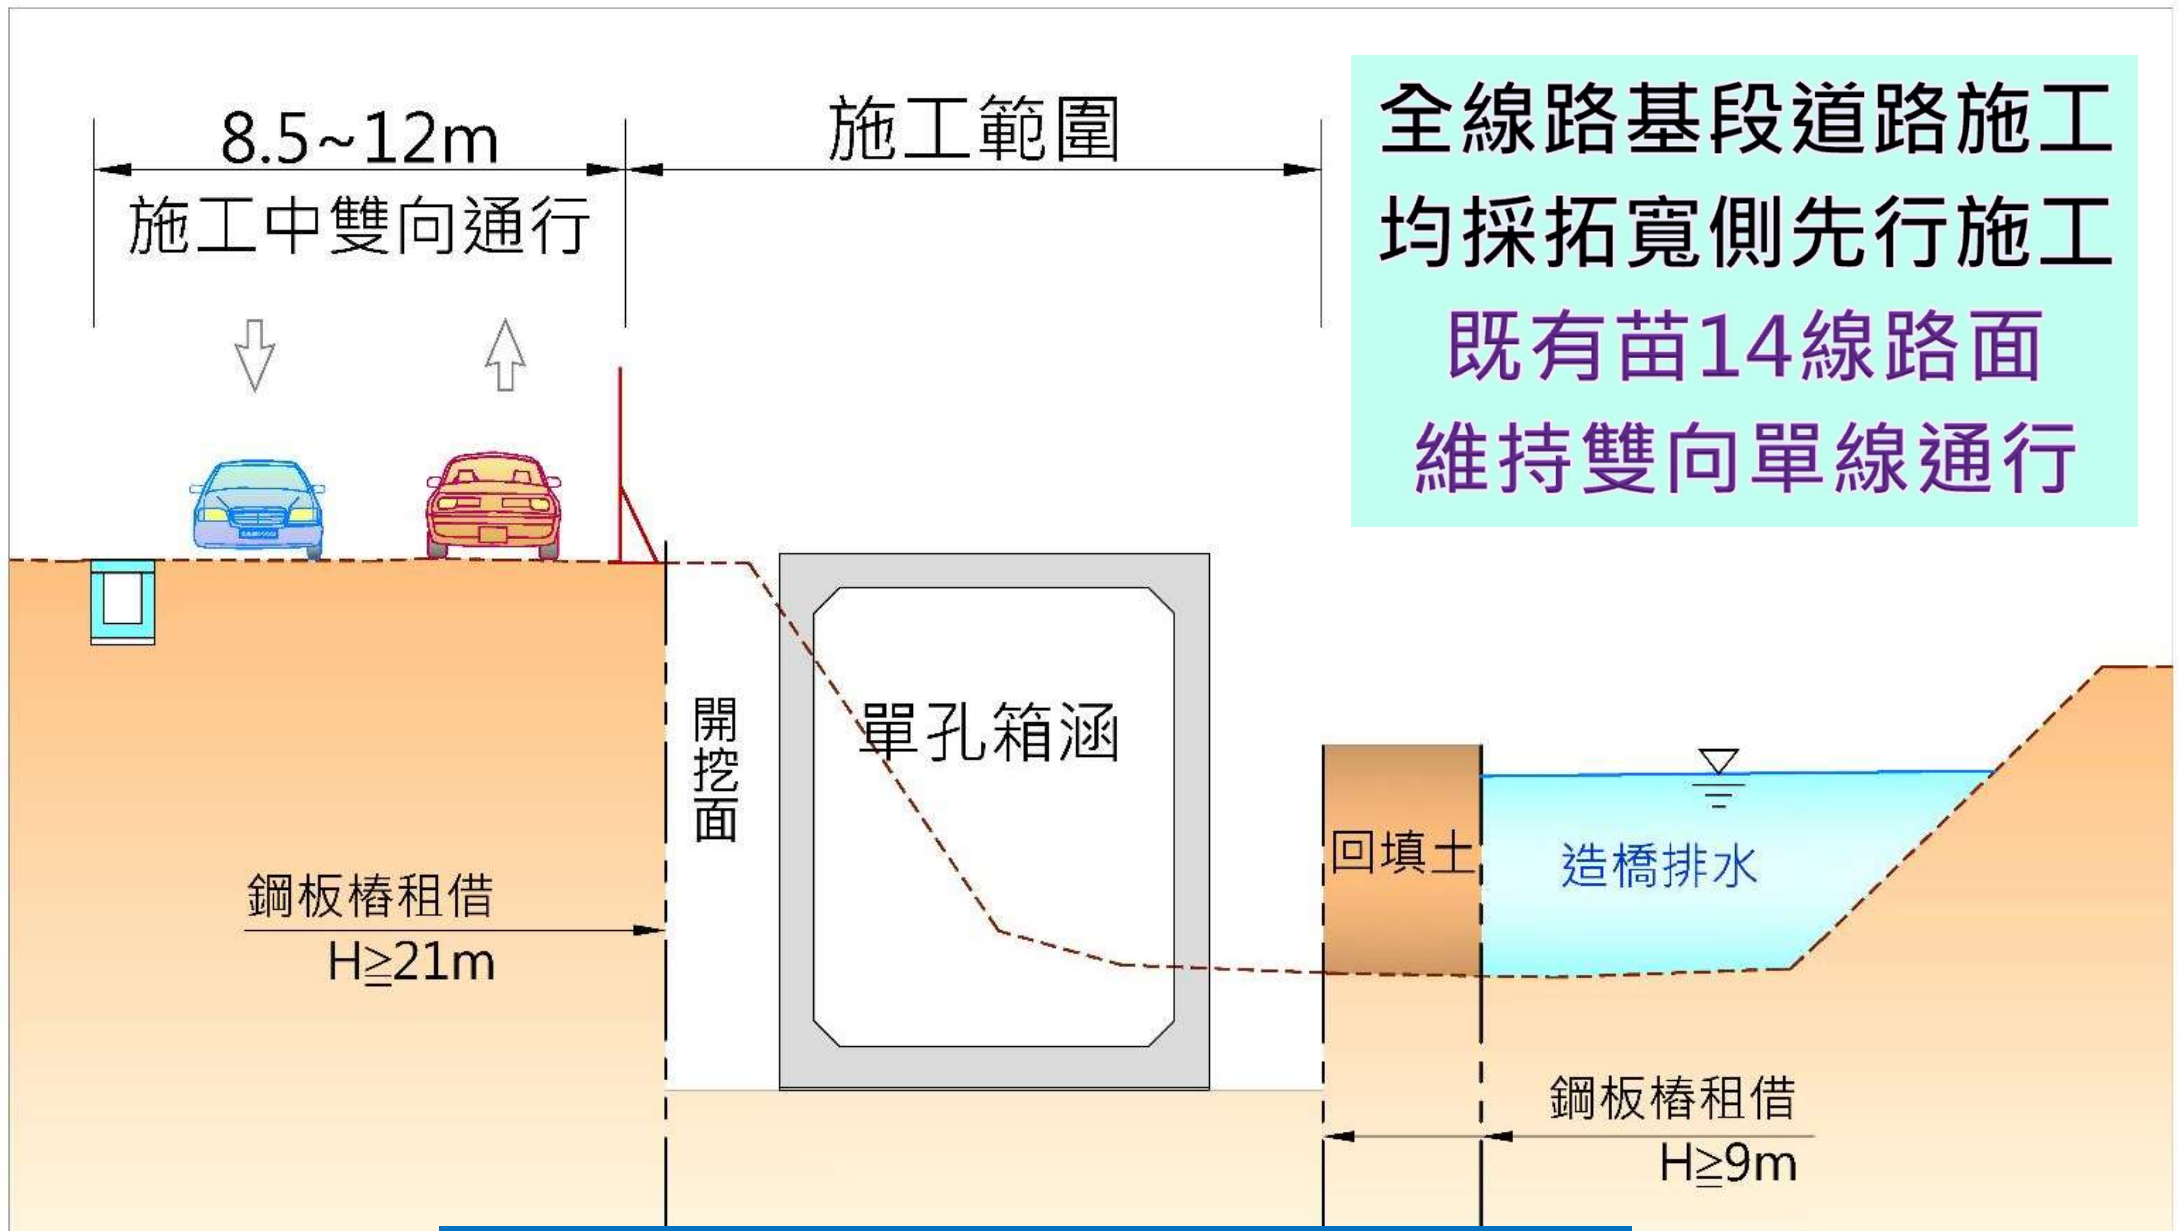 8.5~12m
施工範圍
施工中雙向通行
全線路基段道路施工
均採拓寬側先行施工
既有苗14線路面
維持雙向單線通行
開挖面
單孔箱涵
回填土
造橋排水
鋼板樁租借
H≧21m
鋼板樁租借
H≧9m